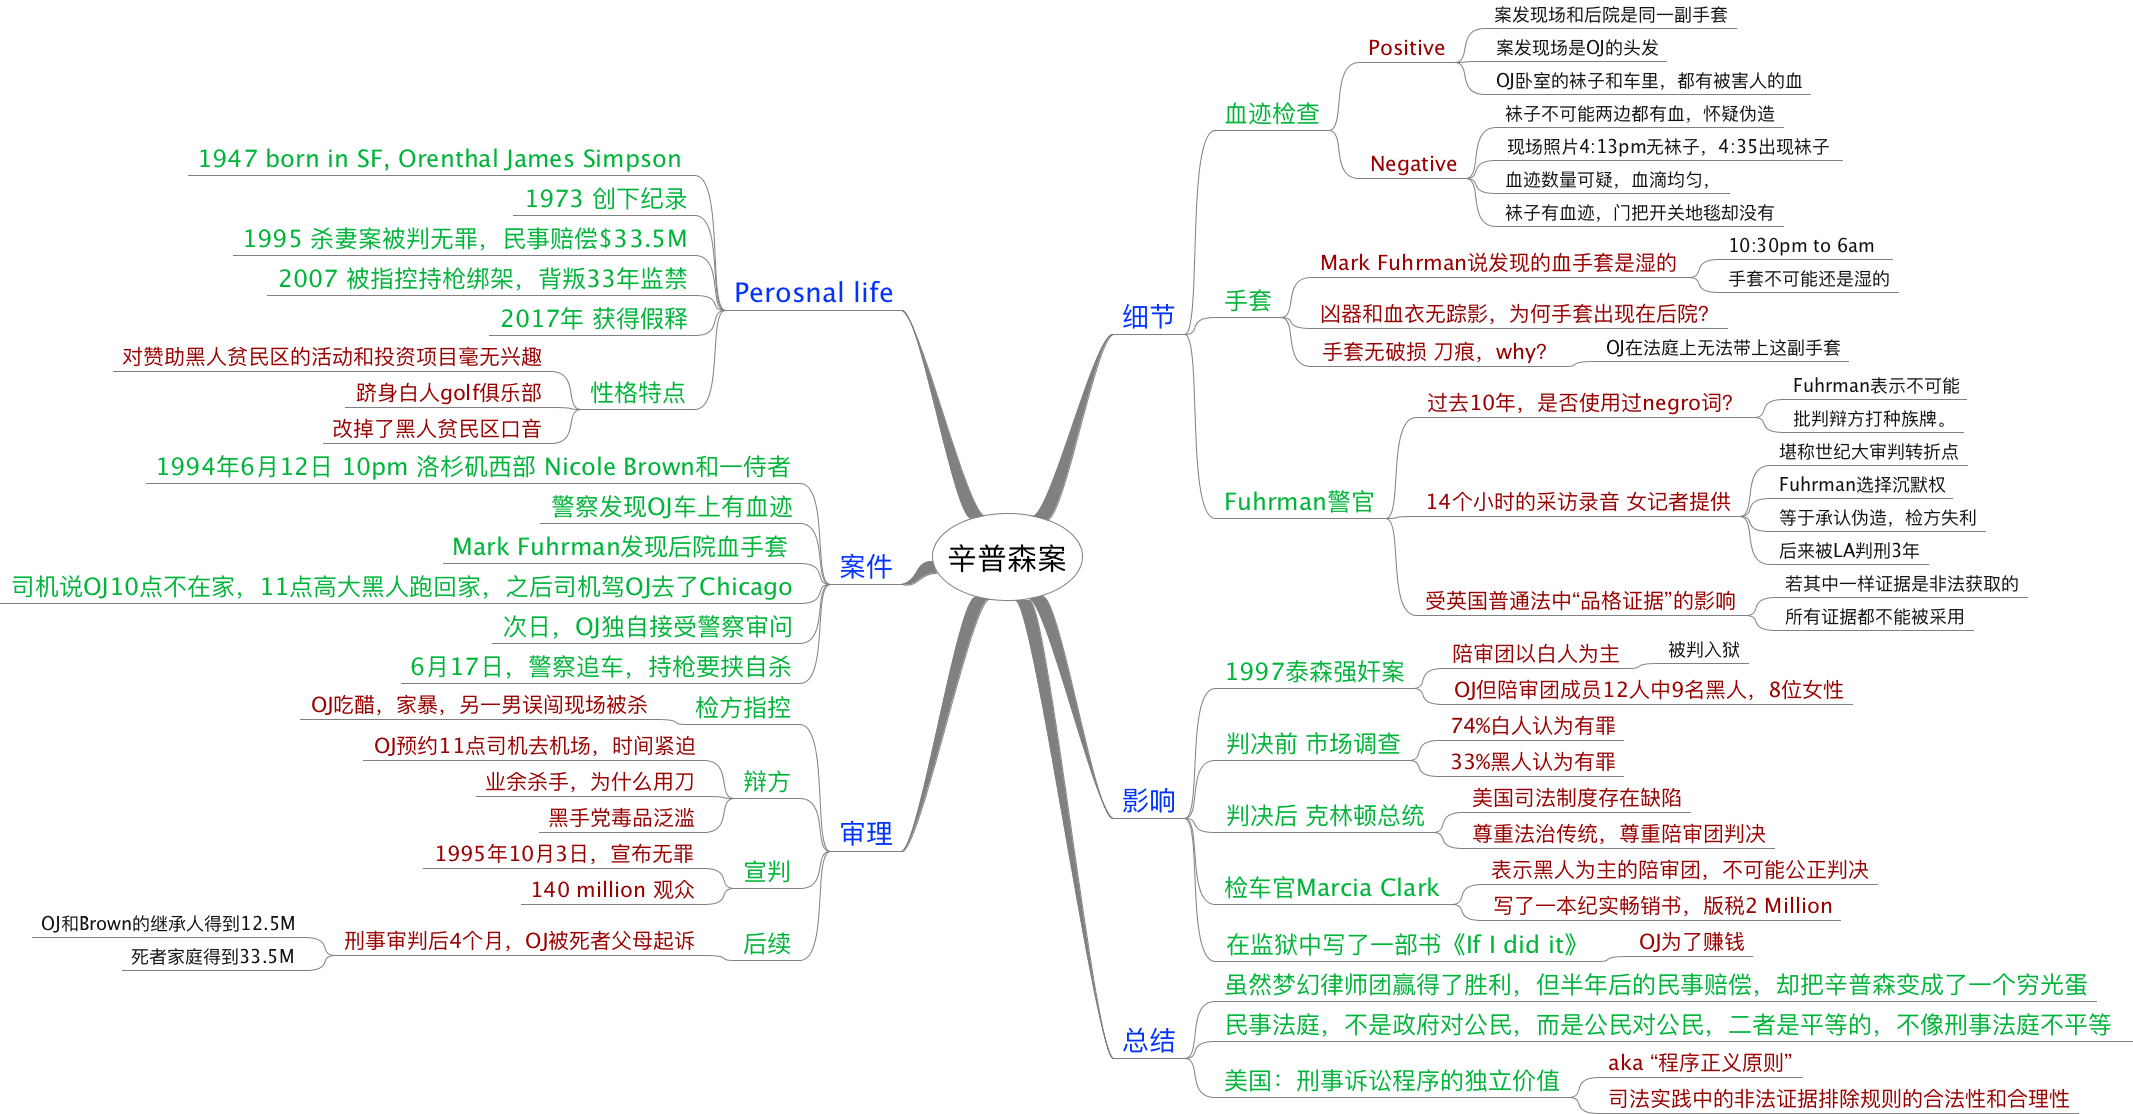 辛普森案
Perosnal life
1947 born in SF, Orenthal James Simpson
1973 创下纪录
1995 杀妻案被判无罪，民事赔偿$33.5M
2007 被指控持枪绑架，背叛33年监禁
2017年 获得假释
性格特点
对赞助黑人贫民区的活动和投资项目毫无兴趣
跻身白人golf俱乐部
改掉了黑人贫民区口音
案件
1994年6月12日 10pm 洛杉矶西部 Nicole Brown和一侍者
警察发现OJ车上有血迹
Mark Fuhrman发现后院血手套
司机说OJ10点不在家，11点高大黑人跑回家，之后司机驾OJ去了Chicago
次日，OJ独自接受警察审问
6月17日，警察追车，持枪要挟自杀
审理
检方指控
OJ吃醋，家暴，另一男误闯现场被杀
辩方
OJ预约11点司机去机场，时间紧迫
业余杀手，为什么用刀
黑手党毒品泛滥
宣判
1995年10月3日，宣布无罪
140 million 观众
后续
刑事审判后4个月，OJ被死者父母起诉
OJ和Brown的继承人得到12.5M
死者家庭得到33.5M
细节
血迹检查
Positive
案发现场和后院是同一副手套
案发现场是OJ的头发
OJ卧室的袜子和车里，都有被害人的血
Negative
袜子不可能两边都有血，怀疑伪造
现场照片4:13pm无袜子，4:35出现袜子
血迹数量可疑，血滴均匀，
袜子有血迹，门把开关地毯却没有
手套
Mark Fuhrman说发现的血手套是湿的
10:30pm to 6am
手套不可能还是湿的
凶器和血衣无踪影，为何手套出现在后院？
手套无破损 刀痕，why？
OJ在法庭上无法带上这副手套
Fuhrman警官
过去10年，是否使用过negro词？
Fuhrman表示不可能
批判辩方打种族牌。
14个小时的采访录音 女记者提供
堪称世纪大审判转折点
Fuhrman选择沉默权
等于承认伪造，检方失利
后来被LA判刑3年
受英国普通法中“品格证据”的影响
若其中一样证据是非法获取的
所有证据都不能被采用
影响
1997泰森强奸案
陪审团以白人为主
被判入狱
OJ但陪审团成员12人中9名黑人，8位女性
判决前 市场调查
74%白人认为有罪
33%黑人认为有罪
判决后 克林顿总统
美国司法制度存在缺陷
尊重法治传统，尊重陪审团判决
检车官Marcia Clark
表示黑人为主的陪审团，不可能公正判决
写了一本纪实畅销书，版税2 Million
在监狱中写了一部书《If I did it》
OJ为了赚钱
总结
虽然梦幻律师团赢得了胜利，但半年后的民事赔偿，却把辛普森变成了一个穷光蛋
民事法庭，不是政府对公民，而是公民对公民，二者是平等的，不像刑事法庭不平等
美国：刑事诉讼程序的独立价值
aka “程序正义原则”
司法实践中的非法证据排除规则的合法性和合理性